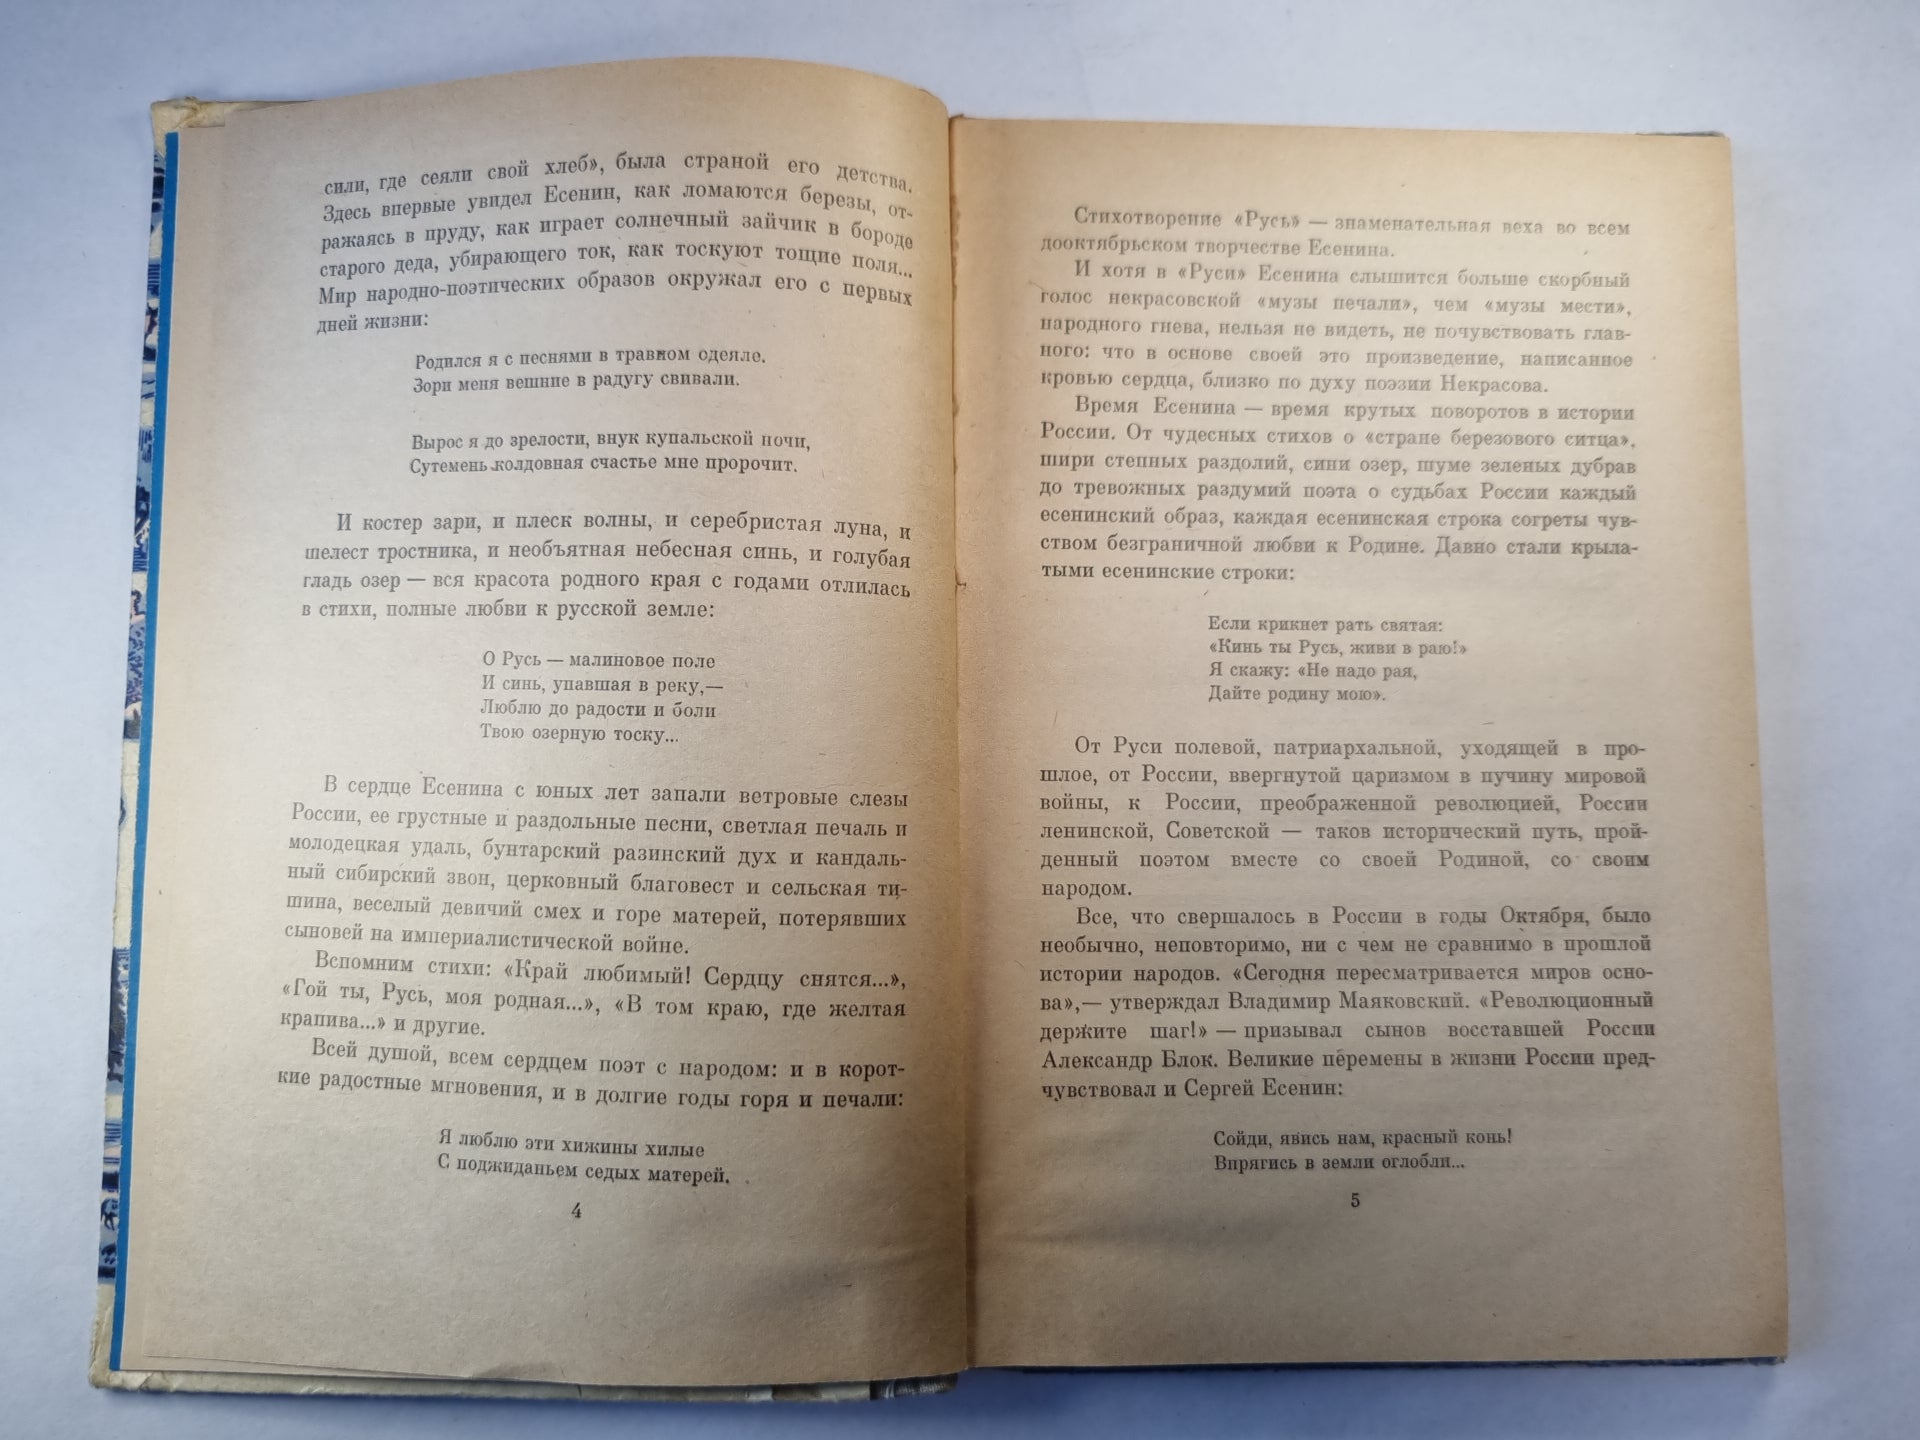 сили, где сеяли свой хлеб», была страной его детства.
Здесь впервые увидел Есенин, как ломаются березы, от-
ражаясь в пруду, как играет солнечный зайчик в бороде
старого деда, убирающего ток, как тоскуют тощие поля...
Мир народно-поэтических образов окружал его с первых
дней жизни:
Родился я с песнями в травном одеяле.
Зори меня вешние в радугу свивали.
Вырос я до зрелости, внук купальской ночи,
Сутемень колдовная счастье мне пророчит.
И костер зари, и плеск волны, и серебристая луна, и
шелест тростника, и необъятная небесная синь, и голубая
гладь озер — вся красота родного края с годами отлилась
в стихи, полные любви к русской земле:
О Русь — малиновое поле
И синь, упавшая в реку,—
Люблю до радости и боли
Твою озерную тоску...
В сердце Есенина с юных лет запали ветровые слезы
России, ее грустные и раздольные песни, светлая печаль и
молодецкая удаль, бунтарский разинский дух и кандаль-
ный сибирский звон, церковный благовест и сельская ти-
шина, веселый девичий смех и горе матерей, потерявших
сыновей на империалистической войне.
Вспомним стихи: «Край любимый! Сердцу снятся...»,
«Гой ты, Русь, моя родная...», «В том краю, где желтая
крапива...» и другие.
Всей душой, всем сердцем поэт с народом: и в корот-
кие радостные мгновения, и в долгие годы горя и печали:
Я люблю эти хижины хилые
С поджиданьем седых матерей.
4
Стихотворение «Русь» — знаменательная веха во всем
дооктябрьском творчестве Есенина.
И хотя в «Руси» Есенина слышится больше скорбный
голос некрасовской «музы печали», чем «музы мести»,
народного гнева, нельзя не видеть, не почувствовать глав-
ного: что в основе своей это произведение, написанное
кровью сердца, близко по духу поэзии Некрасова.
Время Есенина — время крутых поворотов в истории
России. От чудесных стихов о «стране березового ситца»,
шири степных раздолий, сини озер, шуме зеленых дубрав
до тревожных раздумий поэта о судьбах России каждый
есенинский образ, каждая есенинская строка согреты чув-
ством безграничной любви к Родине. Давно стали крыла-
тыми есенинские строки:
Если крикнет рать святая:
«Кинь ты Русь, живи в раю!»
Я скажу: «Не надо рая,
Дайте родину мою».
От Руси полевой, патриархальной, уходящей в про-
шлое, от России, ввергнутой царизмом в пучину мировой
войны, к России, преображенной революцией, России
ленинской, Советской — таков исторический путь, прой-
денный поэтом вместе со своей Родиной, со своим
народом.
Все, что свершалось в России в годы Октября, было
необычно, неповторимо, ни с чем не сравнимо в прошлой
истории народов. «Сегодня пересматривается миров осно-
ва»,— утверждал Владимир Маяковский. «Революционный
держите шаг!» — призывал сынов восставшей России
Александр Блок. Великие перемены в жизни России пред-
чувствовал и Сергей Есенин:
Сойди, явись нам, красный конь!
Впрягись в земли оглобли...
5